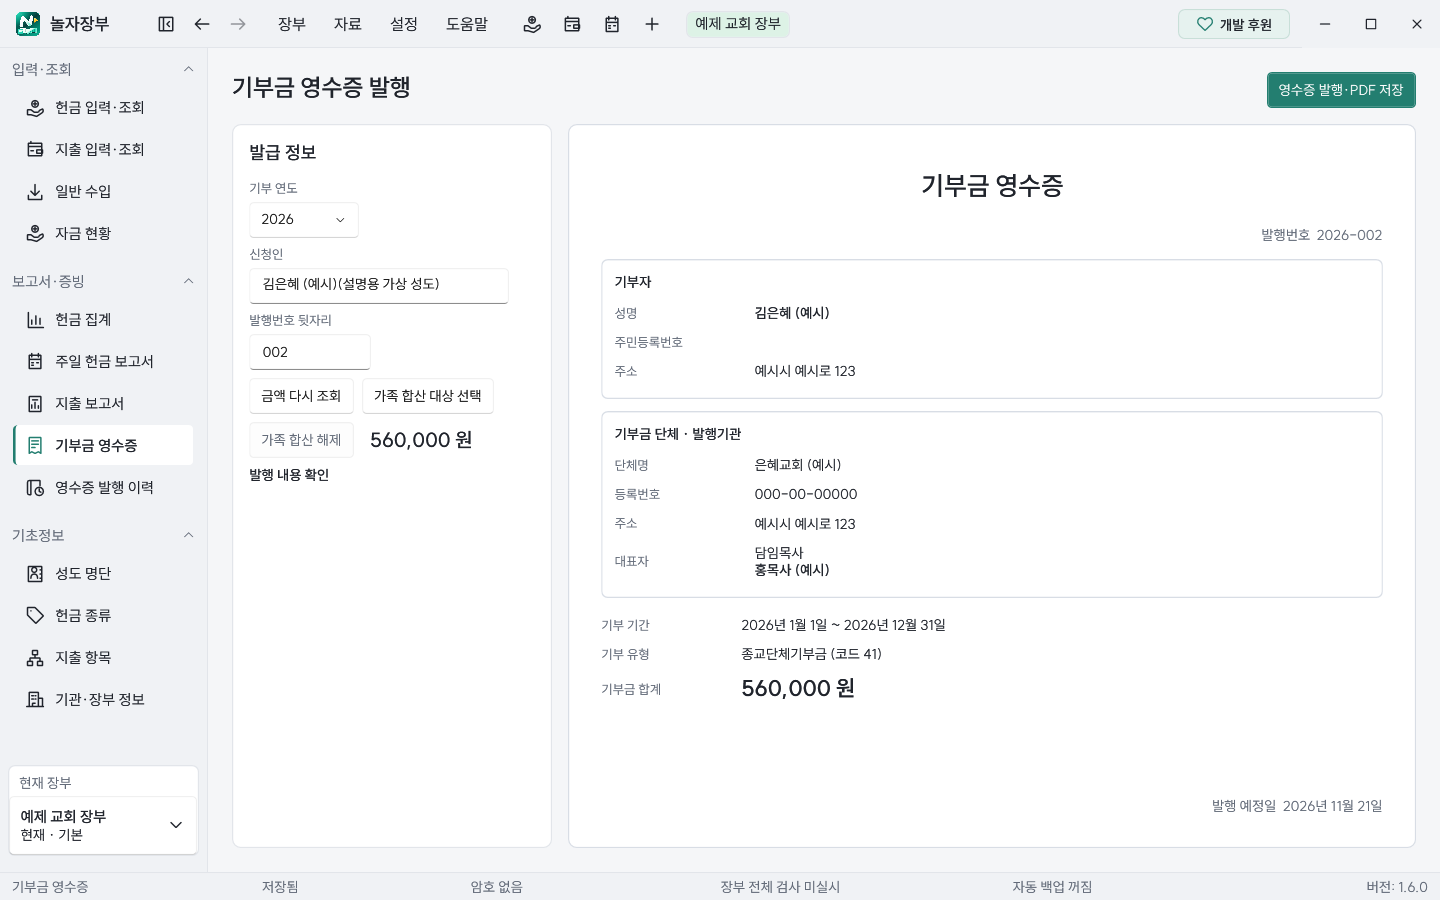 놀자장부
장부 자료 설정 도움말
예제 교회 장부
개발 후원
입력·조회
헌금 입력·조회
지출 입력·조회
일반 수입
자금 현황
보고서·증빙
헌금 집계
주일 헌금 보고서
지출 보고서
기부금 영수증
영수증 발행 이력
기초정보
성도 명단
헌금 종류
지출 항목
기관·장부 정보
현재 장부
예제 교회 장부
현재 · 기본
기부금 영수증 발행
영수증 발행·PDF 저장
발급 정보
기부 연도
2026
신청인
김은혜 (예시)(설명용 가상 성도)
발행번호 뒷자리
002
금액 다시 조회 가족 합산 대상 선택
가족 합산 해제 560,000 원
발행 내용 확인
기부금 영수증
발행번호 2026-002
기부자
성명 김은혜 (예시)
주민등록번호
주소 예시시 예시로 123
기부금 단체 · 발행기관
단체명 은혜교회 (예시)
등록번호 000-00-00000
주소 예시시 예시로 123
대표자 담임목사
홍목사 (예시)
기부 기간 2026년 1월 1일 ~ 2026년 12월 31일
기부 유형 종교단체기부금 (코드 41)
기부금 합계 560,000 원
발행 예정일 2026년 11월 21일
기부금 영수증 저장됨 암호 없음 장부 전체 검사 미실시 자동 백업 꺼짐 버전: 1.6.0